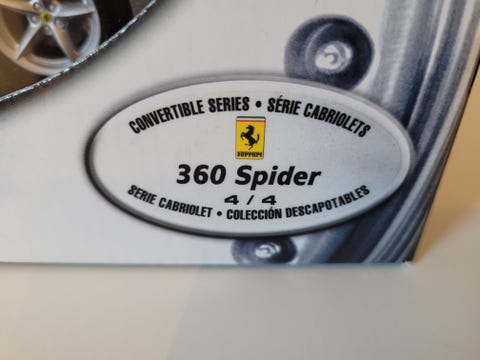 CONVERTIBLE SERIES • SÉRIE CABRIOLETS
Ferrari
360 Spider
4 / 4
SERIE CABRIOLET • COLECCIÓN DESCAPOTABLES